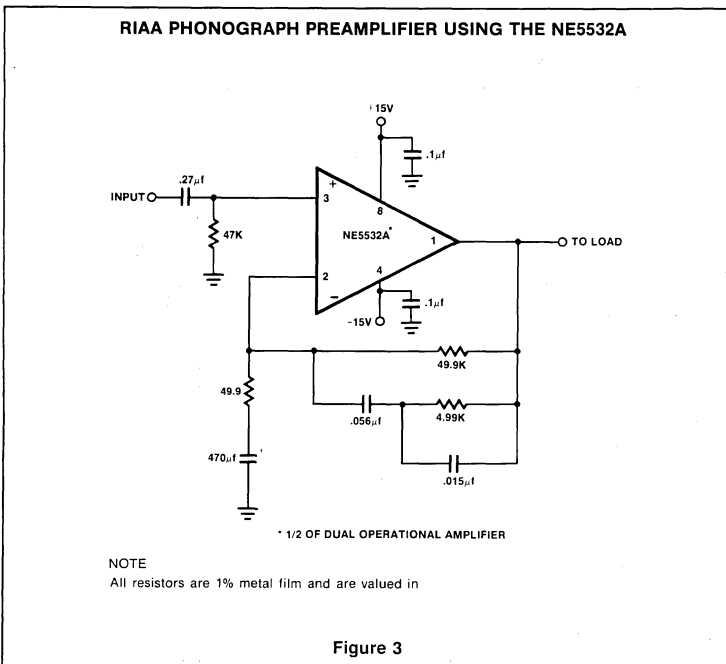 RIAA PHONOGRAPH PREAMPLIFIER USING THE NE5532A
+15V
.1μf
.27μf
INPUT
+
3
8
47K
NE5532A*
1
TO LOAD
2
4
−
.1μf
-15V
49.9K
49.9
.056μf
4.99K
470μf †
.015μf
* 1/2 OF DUAL OPERATIONAL AMPLIFIER
NOTE
All resistors are 1% metal film and are valued in
Figure 3